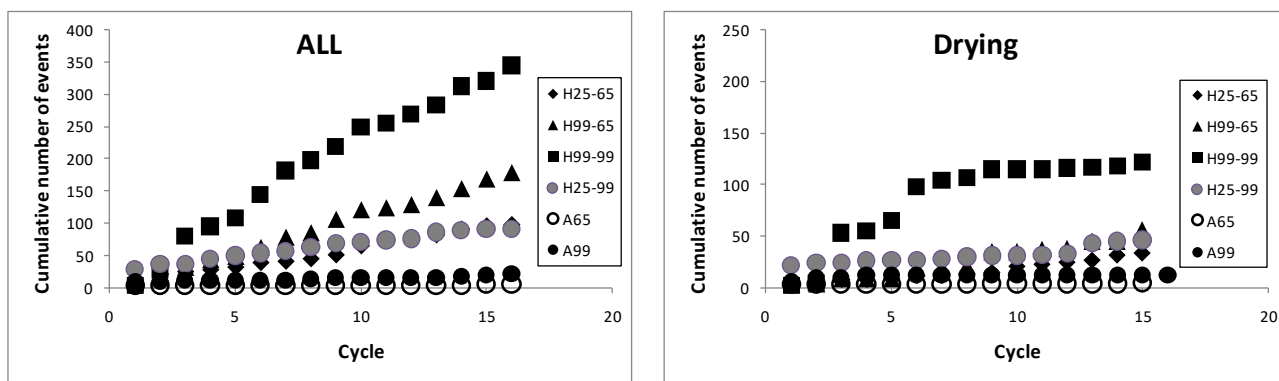 ALL
Cumulative number of events
400
350
300
250
200
150
100
50
0
0 5 10 15 20
Cycle
H25-65
H99-65
H99-99
H25-99
A65
A99
Drying
Cumulative number of events
250
200
150
100
50
0
0 5 10 15 20
Cycle
H25-65
H99-65
H99-99
H25-99
A65
A99